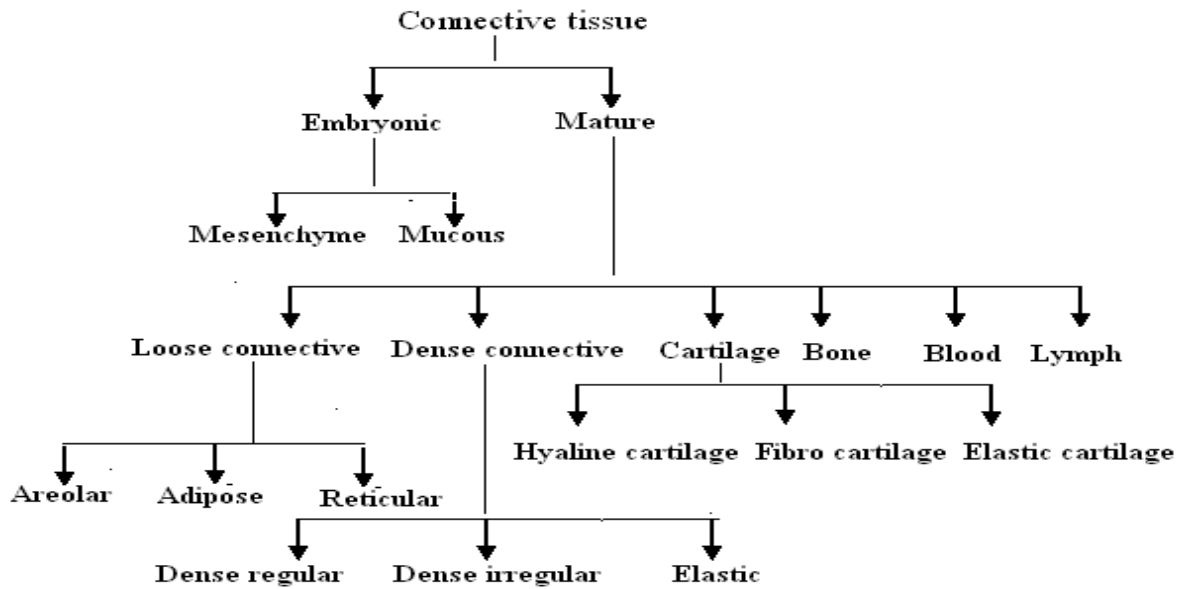 Connective tissue
Embryonic Mature
Mesenchyme Mucous
Loose connective Dense connective Cartilage Bone Blood Lymph
Hyaline cartilage Fibro cartilage Elastic cartilage
Areolar Adipose Reticular
Dense regular Dense irregular Elastic